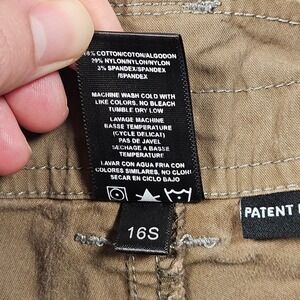 68% COTTON/COTON/ALGODON
29% NYLON/NYLON/NYLON
3% SPANDEX/SPANDEX
/SPANDEX
MACHINE WASH COLD WITH
LIKE COLORS. NO BLEACH
TUMBLE DRY LOW
LAVAGE MACHINE
BASSE TEMPERATURE
(CYCLE DELICAT)
PAS DE JAVEL
SECHAGE A BASSE
TEMPERATURE
LAVAR CON AGUA FRIA CON
COLORES SIMILARES, NO CLORO
SECAR EN CICLO BAJO
16S
PATENT